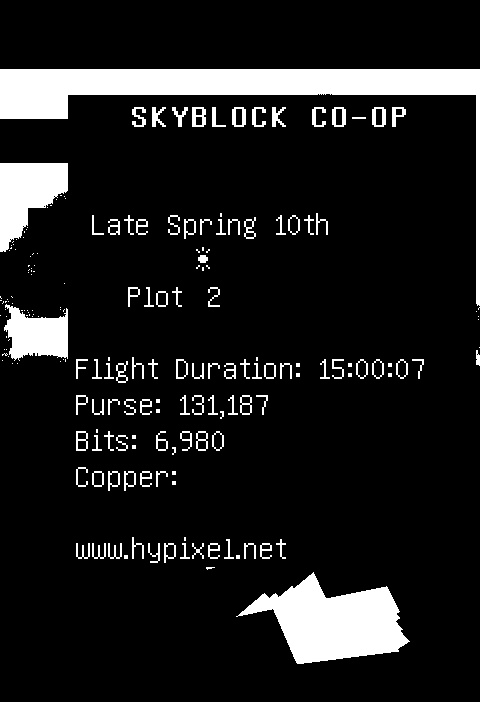 SKYBLOCK CO-OP
Late Spring 10th
Plot 2
Flight Duration: 15:00:07
Purse: 131,187
Bits: 6,980
Copper:
www.hypixel.net